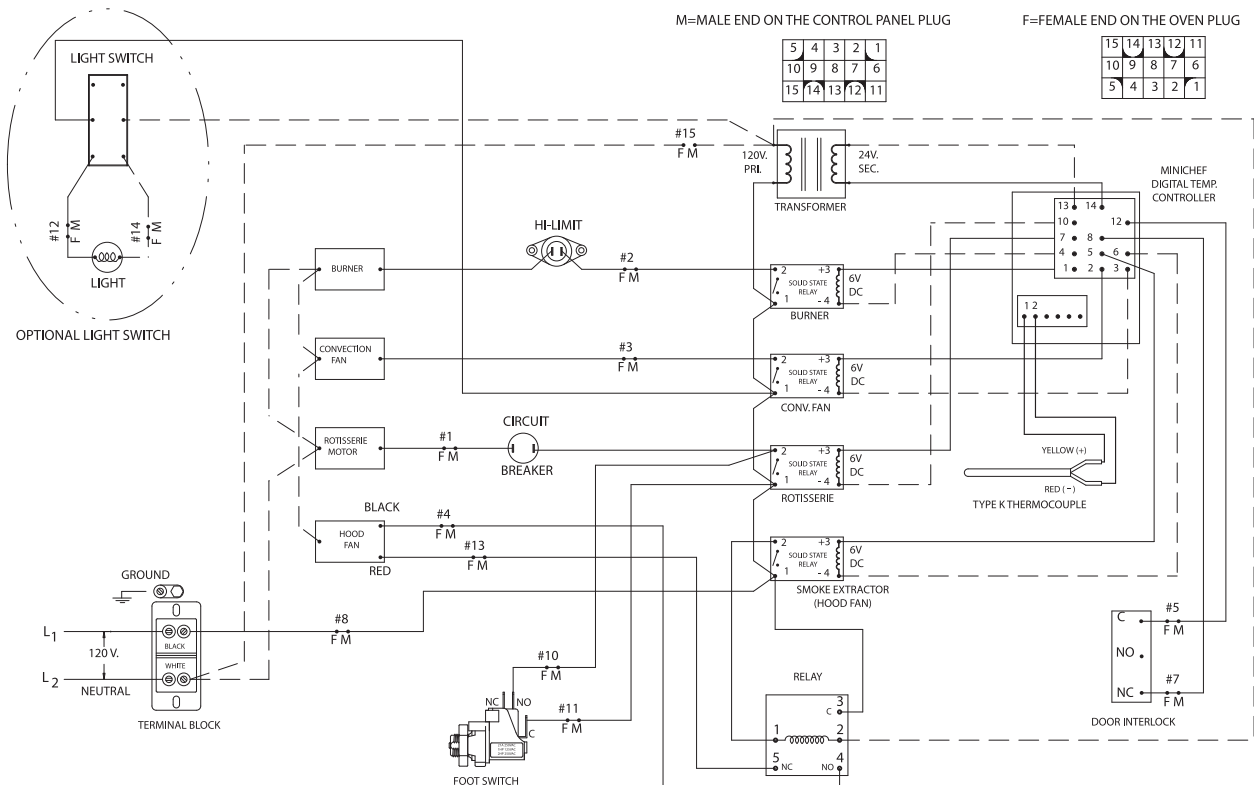 M=MALE END ON THE CONTROL PANEL PLUG
F=FEMALE END ON THE OVEN PLUG
5 4 3 2 1
10 9 8 7 6
15 14 13 12 11
15 14 13 12 11
10 9 8 7 6
5 4 3 2 1
LIGHT SWITCH
#12
F M
#14
F M
LIGHT
OPTIONAL LIGHT SWITCH
#15
F M
120V.
PRI.
24V.
SEC.
TRANSFORMER
MINICHEF
DIGITAL TEMP.
CONTROLLER
13 14
10 12
7 8
4 5 6
1 2 3
1 2
HI-LIMIT
BURNER
#2
F M
2 +3
SOLID STATE
RELAY
1 - 4
6V
DC
BURNER
CONVECTION
FAN
#3
F M
2 +3
SOLID STATE
RELAY
1 - 4
6V
DC
CONV. FAN
ROTISSERIE
MOTOR
#1
F M
CIRCUIT
BREAKER
2 +3
SOLID STATE
RELAY
1 - 4
6V
DC
ROTISSERIE
YELLOW (+)
RED (–)
TYPE K THERMOCOUPLE
HOOD
FAN
BLACK
#4
F M
#13
F M
RED
2 +3
SOLID STATE
RELAY
1 - 4
6V
DC
SMOKE EXTRACTOR
(HOOD FAN)
GROUND
L1
120 V.
L2
NEUTRAL
BLACK
WHITE
TERMINAL BLOCK
#8
F M
#10
F M
NC NO
C
#11
F M
FOOT SWITCH
RELAY
3
C
1 2
5 NC
NO 4
C
NO
NC
#5
F M
#7
F M
DOOR INTERLOCK